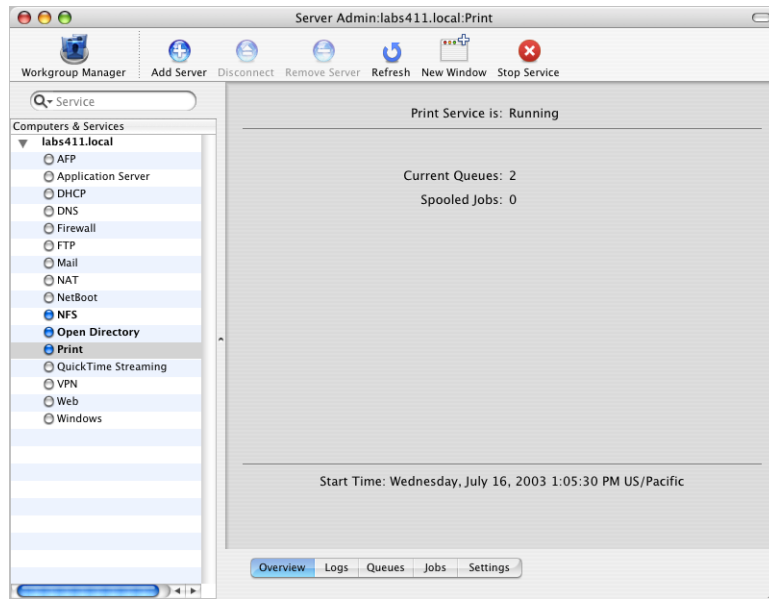 Server Admin:labs411.local:Print
Workgroup Manager Add Server Disconnect Remove Server Refresh New Window Stop Service
Service
Computers & Services
labs411.local
AFP
Application Server
DHCP
DNS
Firewall
FTP
Mail
NAT
NetBoot
NFS
Open Directory
Print
QuickTime Streaming
VPN
Web
Windows
Print Service is: Running
Current Queues: 2
Spooled Jobs: 0
Start Time: Wednesday, July 16, 2003 1:05:30 PM US/Pacific
Overview Logs Queues Jobs Settings